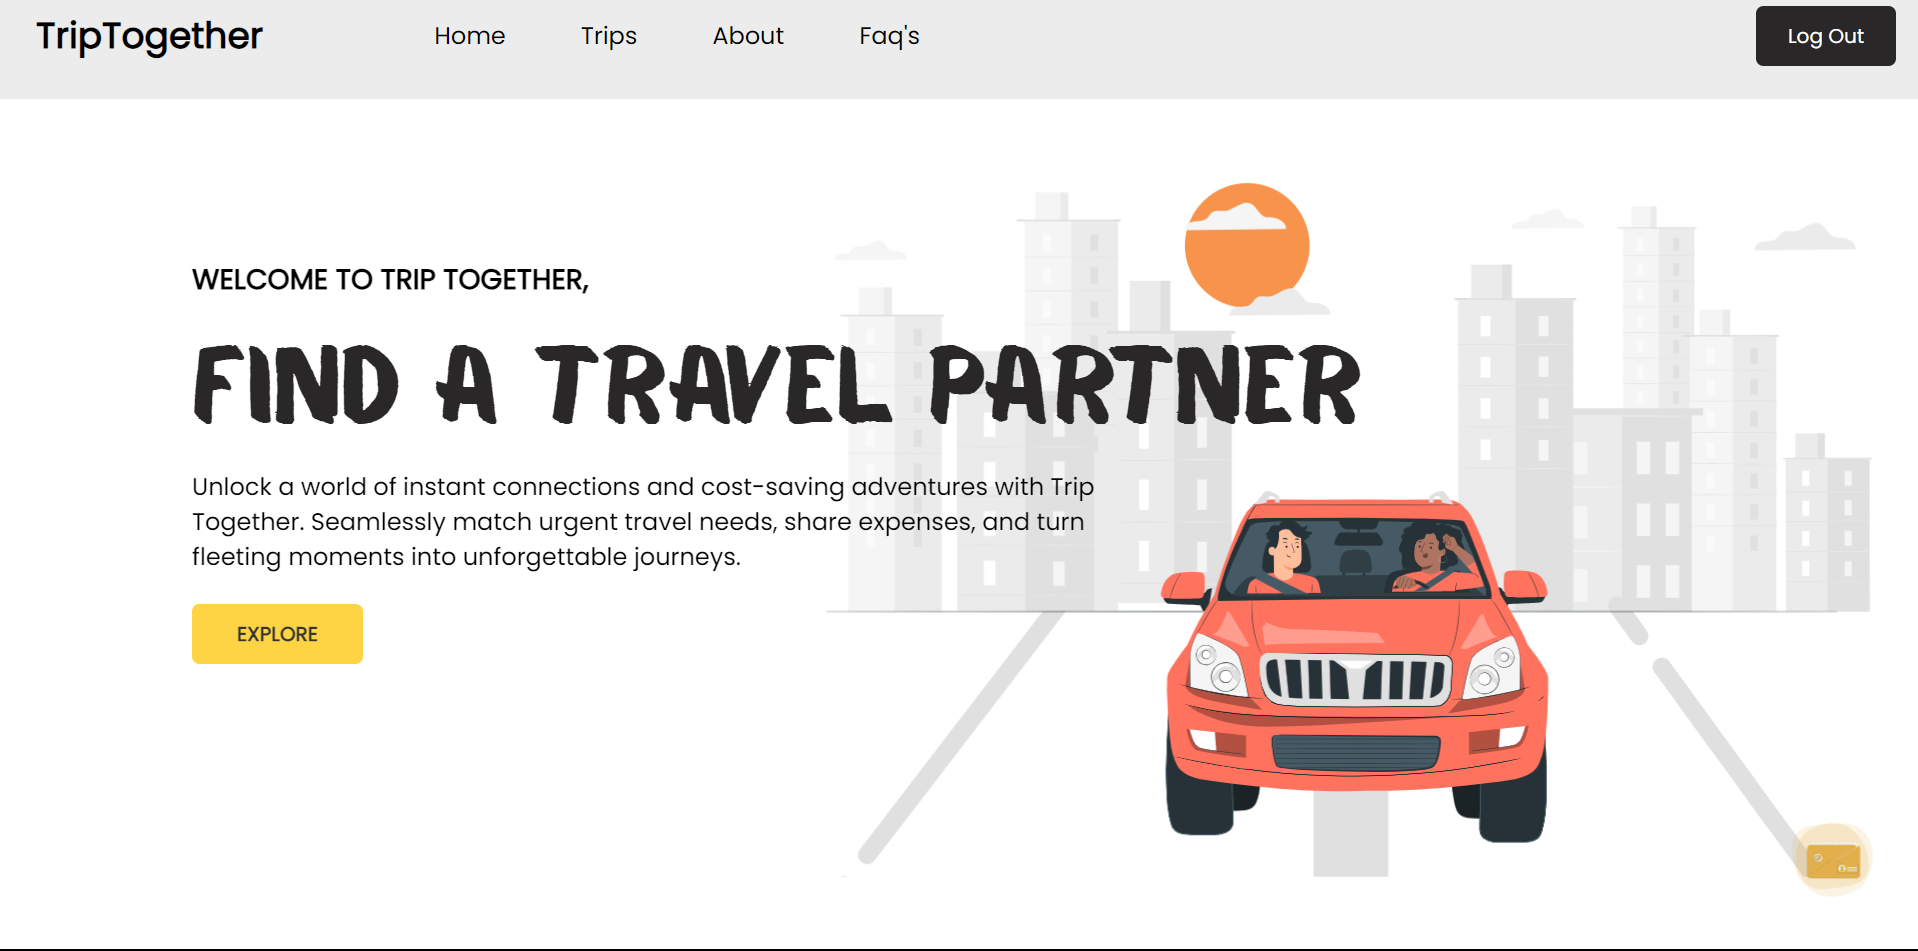 TripTogether
Home
Trips
About
Faq's
Log Out
WELCOME TO TRIP TOGETHER,
FIND A TRAVEL PARTNER
Unlock a world of instant connections and cost-saving adventures with Trip
Together. Seamlessly match urgent travel needs, share expenses, and turn
fleeting moments into unforgettable journeys.
EXPLORE